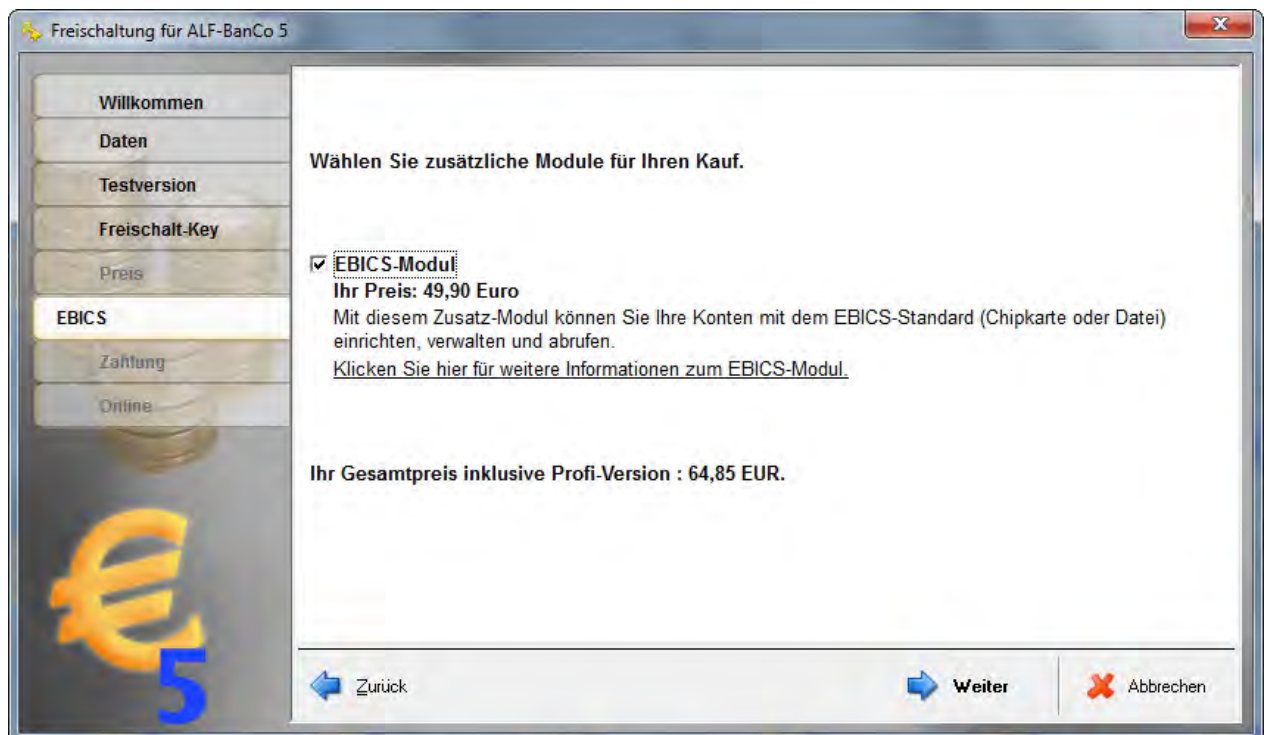 Freischaltung für ALF-BanCo 5
X
Willkommen
Daten
Testversion
Freischalt-Key
Preis
EBICS
Zahlung
Online
€
5
Wählen Sie zusätzliche Module für Ihren Kauf.
EBICS-Modul
Ihr Preis: 49,90 Euro
Mit diesem Zusatz-Modul können Sie Ihre Konten mit dem EBICS-Standard (Chipkarte oder Datei)
einrichten, verwalten und abrufen.
Klicken Sie hier für weitere Informationen zum EBICS-Modul.
Ihr Gesamtpreis inklusive Profi-Version : 64,85 EUR.
Zurück
Weiter
Abbrechen